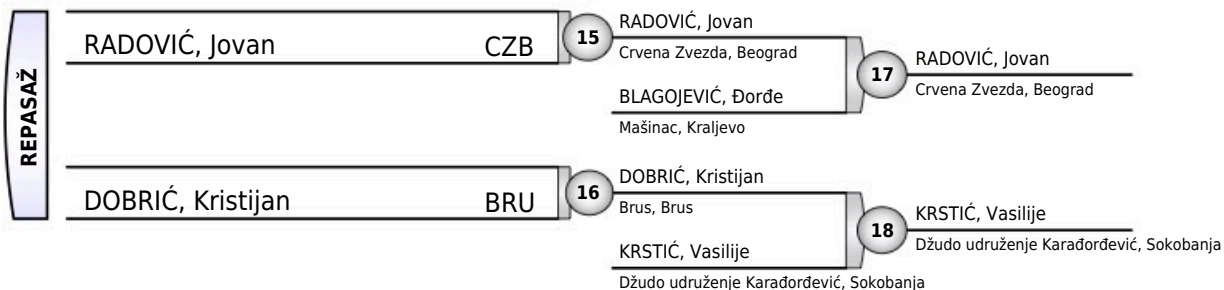 REPASAŽ
RADOVIĆ, Jovan CZB
15
RADOVIĆ, Jovan
Crvena Zvezda, Beograd
BLAGOJEVIĆ, Đorđe
Mašinac, Kraljevo
17
RADOVIĆ, Jovan
Crvena Zvezda, Beograd
DOBRIĆ, Kristijan BRU
16
DOBRIĆ, Kristijan
Brus, Brus
KRSTIĆ, Vasilije
Džudo udruženje Karađorđević, Sokobanja
18
KRSTIĆ, Vasilije
Džudo udruženje Karađorđević, Sokobanja